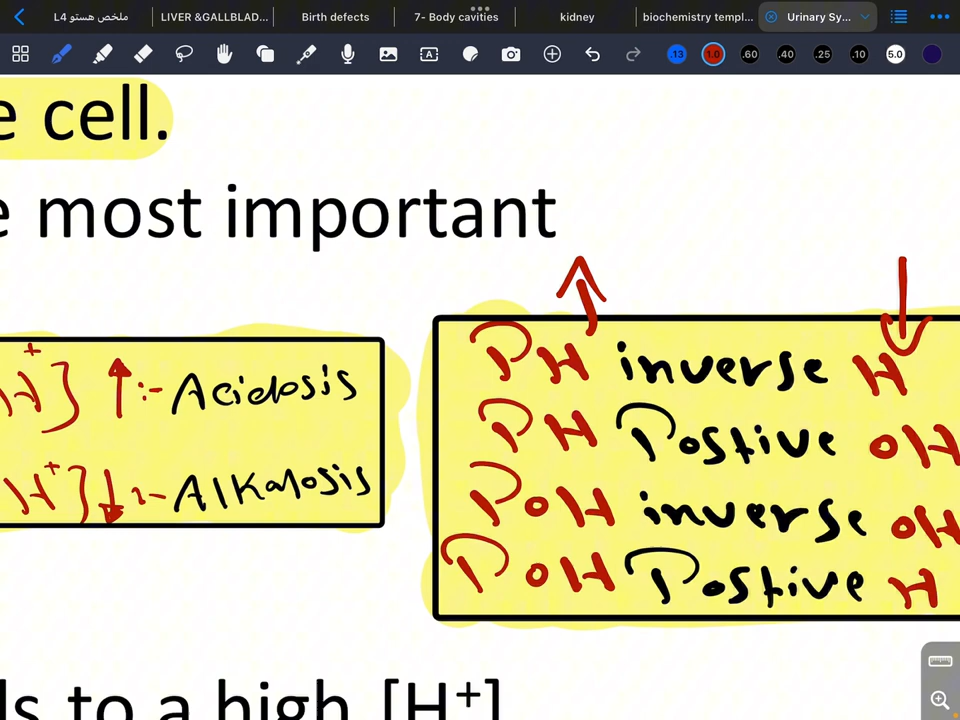 ملخص هستو L4
LIVER &GALLBLAD...
Birth defects
7- Body cavities
kidney
biochemistry templ...
Urinary Sy...
13
1.0
.60
.40
.25
.10
5.0
e cell.
e most important
H⁺] ↑ :- Acidosis
H⁺] ↓ :- Alkalosis
PH inverse H
PH Postive OH
POH inverse OH
POH Postive H
ds to a high [H⁺]